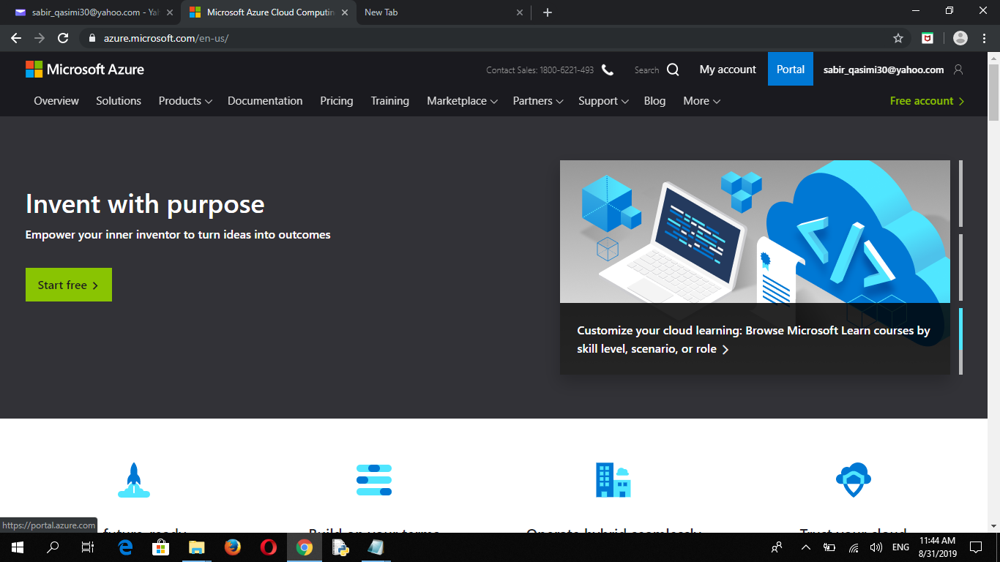 sabir_qasimi30@yahoo.com - Yah
Microsoft Azure Cloud Computin
New Tab
azure.microsoft.com/en-us/
Microsoft Azure
Contact Sales: 1800-6221-493
Search
My account
Portal
sabir_qasimi30@yahoo.com
Overview
Solutions
Products
Documentation
Pricing
Training
Marketplace
Partners
Support
Blog
More
Free account
Invent with purpose
Empower your inner inventor to turn ideas into outcomes
Start free
Customize your cloud learning: Browse Microsoft Learn courses by
skill level, scenario, or role
future-ready
Build on your terms
Operate hybrid seamlessly
Trust your cloud
https://portal.azure.com
ENG
11:44 AM
8/31/2019